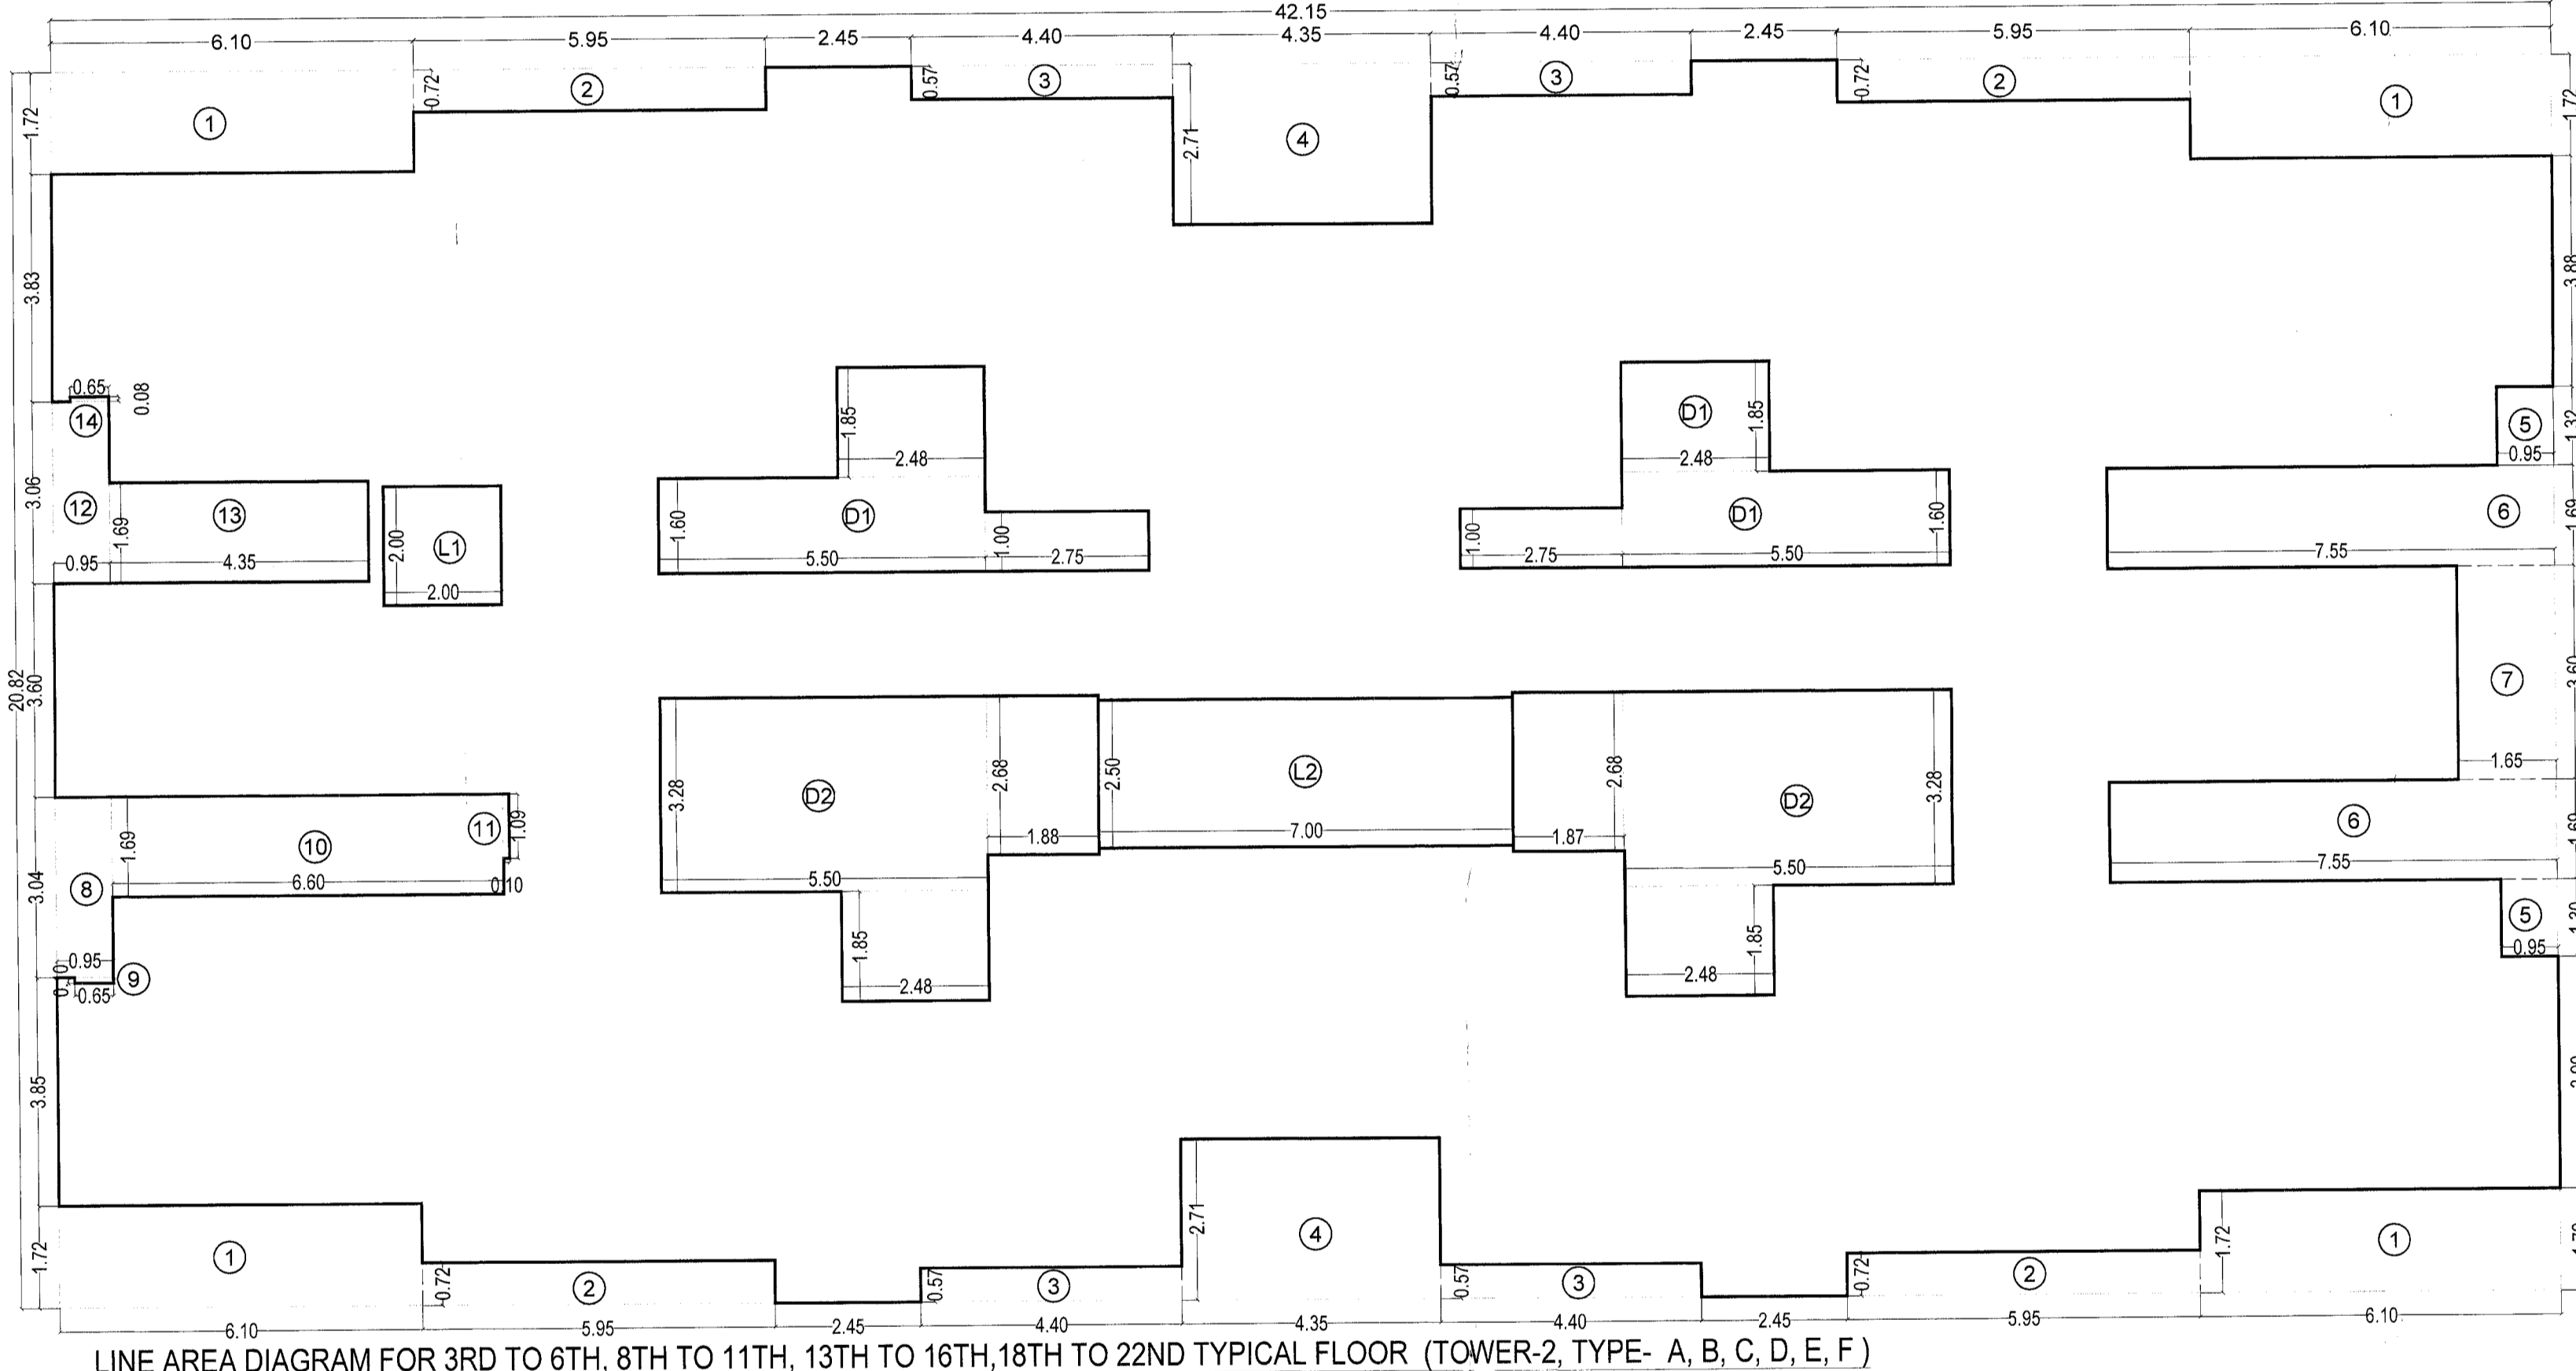 42.15
6.10 5.95 2.45 4.40 4.35 4.40 2.45 5.95 6.10
0.72 2 0.57 3 0.57 3 0.72 2
1.72 1 2.71 4 1 1.72
3.83 3.88
0.65 0.08
14 1.85 D1 1.85 5 1.32
2.48 2.48 0.95
3.06 12 13 1.69 L1 2.00 1.60 D1 1.00 1.00 D1 1.60 6 1.69
0.95 4.35 5.50 2.75 2.75 5.50 7.55
2.00
20.82 3.60 7 3.60
3.28 D2 2.68 2.50 L2 2.68 D2 3.28 1.65
11 1.09 1.88 7.00 1.87
1.69 10 6 1.69
3.04 8 6.60 0.10 5.50 5.50 7.55
1.85 1.85 5 1.30
0.95 0.95
0.10 0.65 9 2.48 2.48
3.85
1.72 1 2.71 4 1.72 1
0.72 2 0.57 3 0.57 3 0.72 2
6.10 5.95 2.45 4.40 4.35 4.40 2.45 5.95 6.10
LINE AREA DIAGRAM FOR 3RD TO 6TH, 8TH TO 11TH, 13TH TO 16TH,18TH TO 22ND TYPICAL FLOOR (TOWER-2, TYPE- A, B, C, D, E, F )